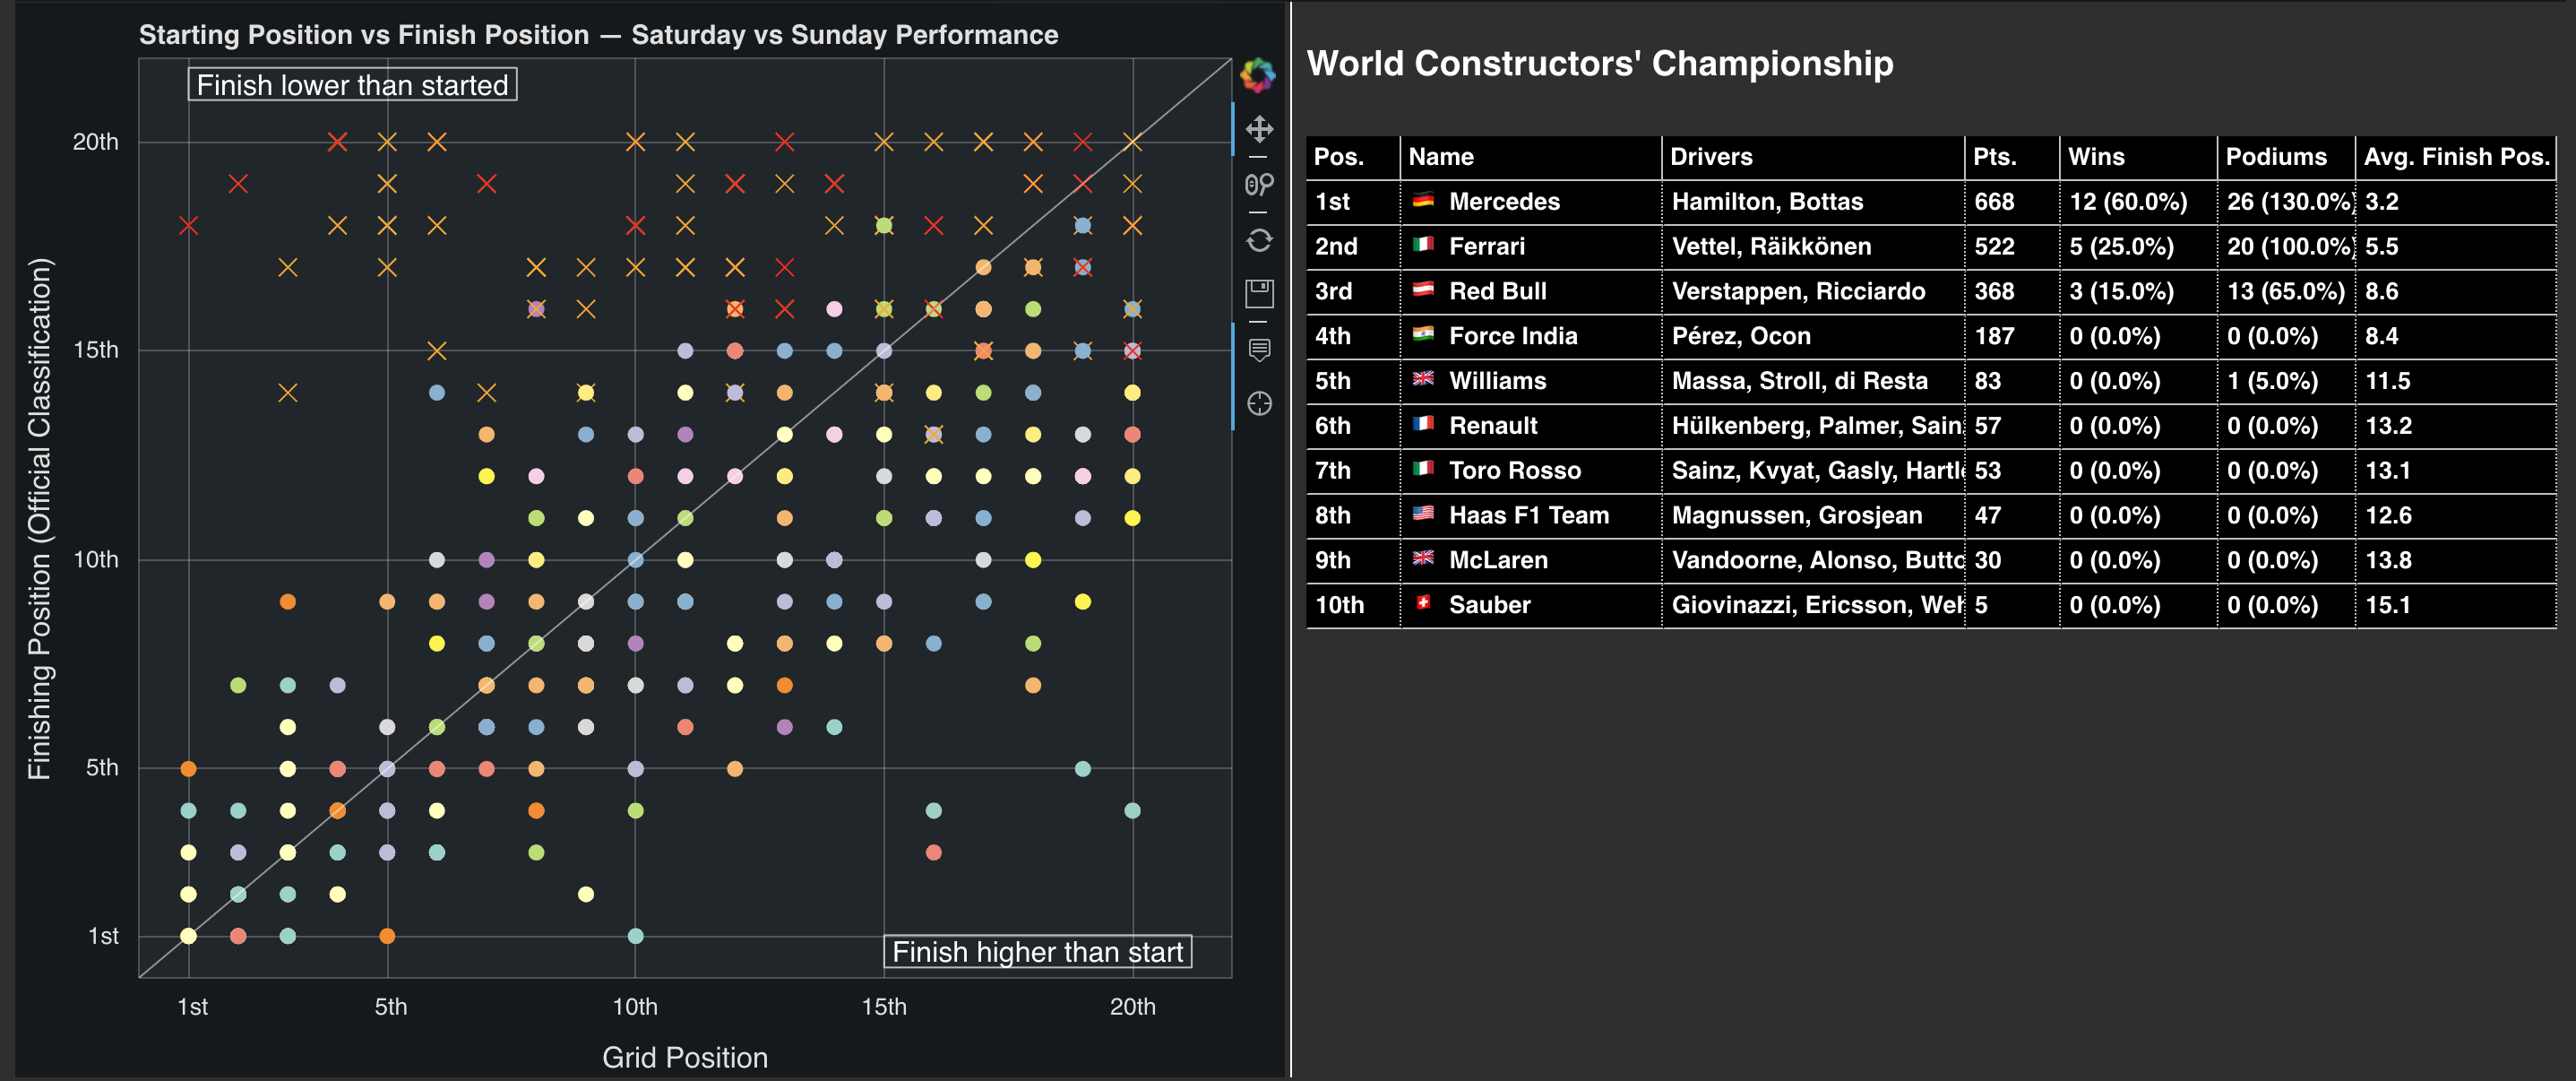 Starting Position vs Finish Position — Saturday vs Sunday Performance
Finish lower than started
20th
15th
10th
5th
1st
Finishing Position (Official Classification)
Finish higher than start
1st 5th 10th 15th 20th
Grid Position
World Constructors' Championship
Pos. Name Drivers Pts. Wins Podiums Avg. Finish Pos.
1st Mercedes Hamilton, Bottas 668 12 (60.0%) 26 (130.0%) 3.2
2nd Ferrari Vettel, Räikkönen 522 5 (25.0%) 20 (100.0%) 5.5
3rd Red Bull Verstappen, Ricciardo 368 3 (15.0%) 13 (65.0%) 8.6
4th Force India Pérez, Ocon 187 0 (0.0%) 0 (0.0%) 8.4
5th Williams Massa, Stroll, di Resta 83 0 (0.0%) 1 (5.0%) 11.5
6th Renault Hülkenberg, Palmer, Sain 57 0 (0.0%) 0 (0.0%) 13.2
7th Toro Rosso Sainz, Kvyat, Gasly, Hartl 53 0 (0.0%) 0 (0.0%) 13.1
8th Haas F1 Team Magnussen, Grosjean 47 0 (0.0%) 0 (0.0%) 12.6
9th McLaren Vandoorne, Alonso, Butto 30 0 (0.0%) 0 (0.0%) 13.8
10th Sauber Giovinazzi, Ericsson, Weh 5 0 (0.0%) 0 (0.0%) 15.1